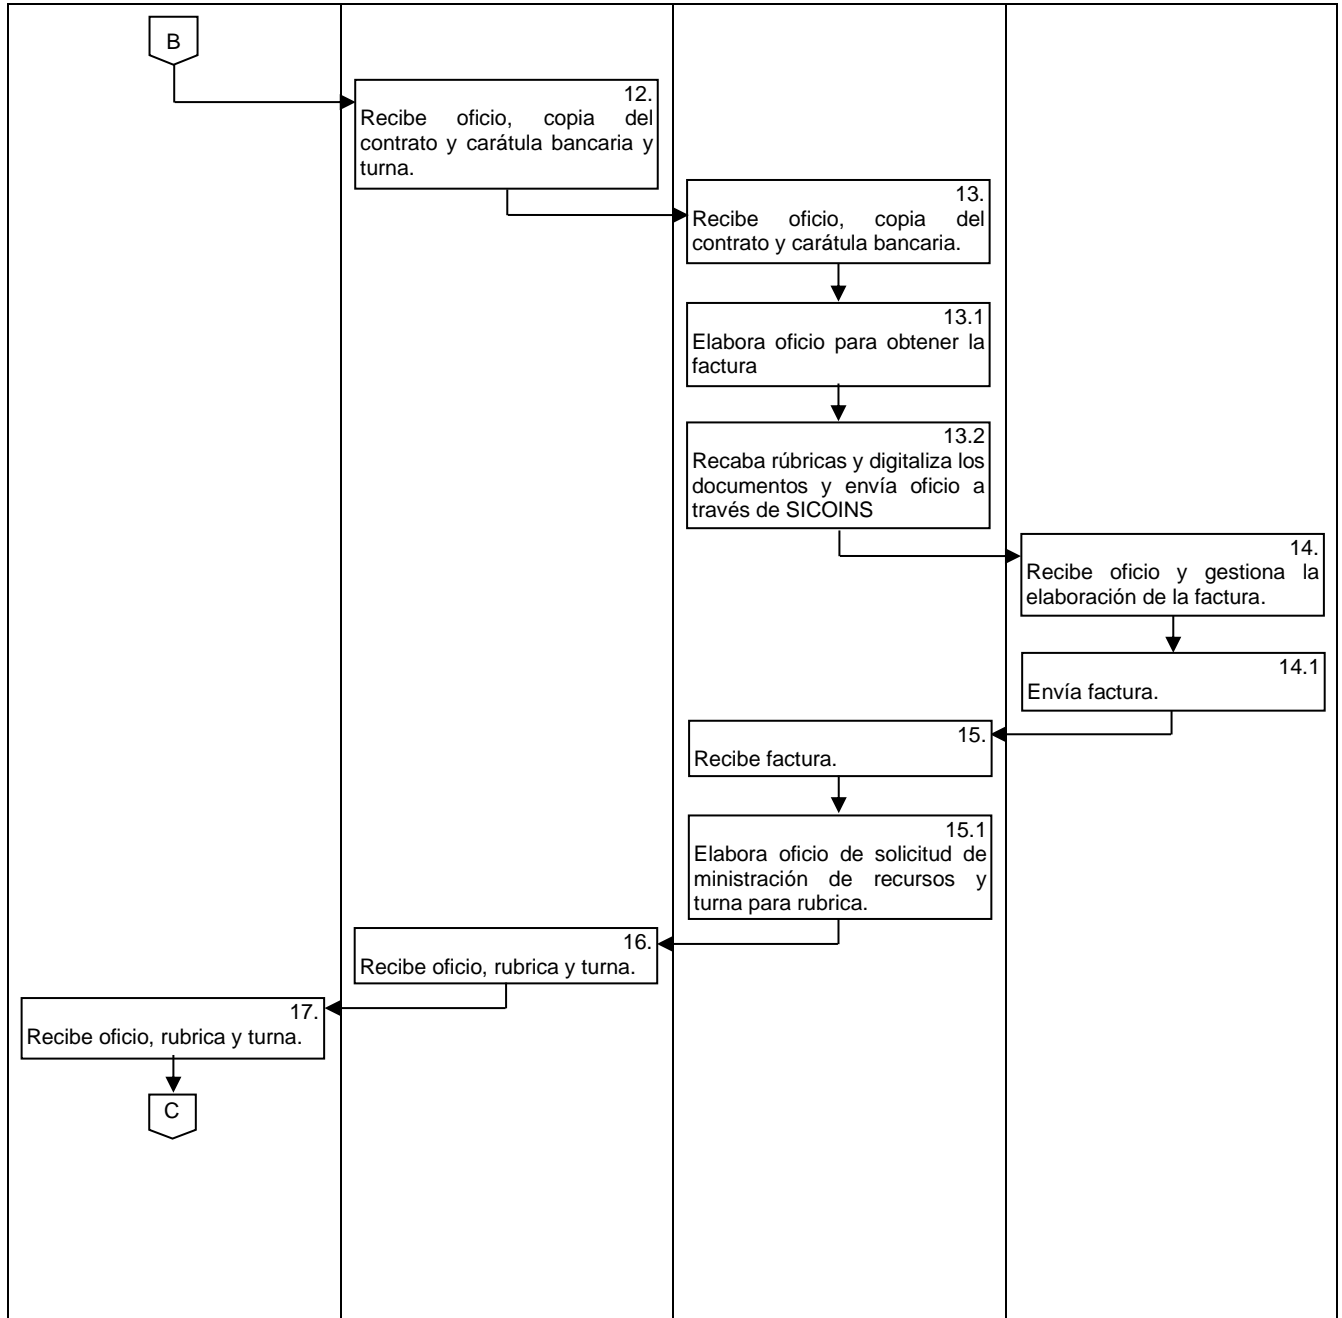 B
12.
Recibe oficio, copia del
contrato y carátula bancaria y
turna.
13.
Recibe oficio, copia del
contrato y carátula bancaria.
13.1
Elabora oficio para obtener la
factura
13.2
Recaba rúbricas y digitaliza los
documentos y envía oficio a
través de SICOINS
14.
Recibe oficio y gestiona la
elaboración de la factura.
14.1
Envía factura.
15.
Recibe factura.
15.1
Elabora oficio de solicitud de
ministración de recursos y
turna para rubrica.
16.
Recibe oficio, rubrica y turna.
17.
Recibe oficio, rubrica y turna.
C